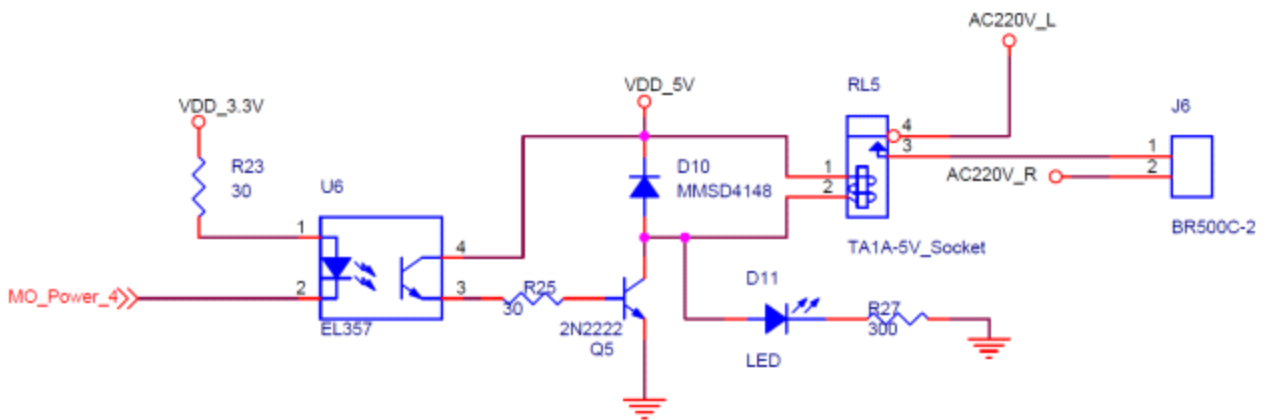 AC220V_L
VDD_5V
RL5
VDD_3.3V
J6
4
R23
D10
3
1
30
U6
MMSD4148
1
AC220V_R
2
2
1
4
BR500C-2
TA1A-5V_Socket
MO_Power_4
2
3
R25
D11
30
R27
EL357
2N2222
300
Q5
LED